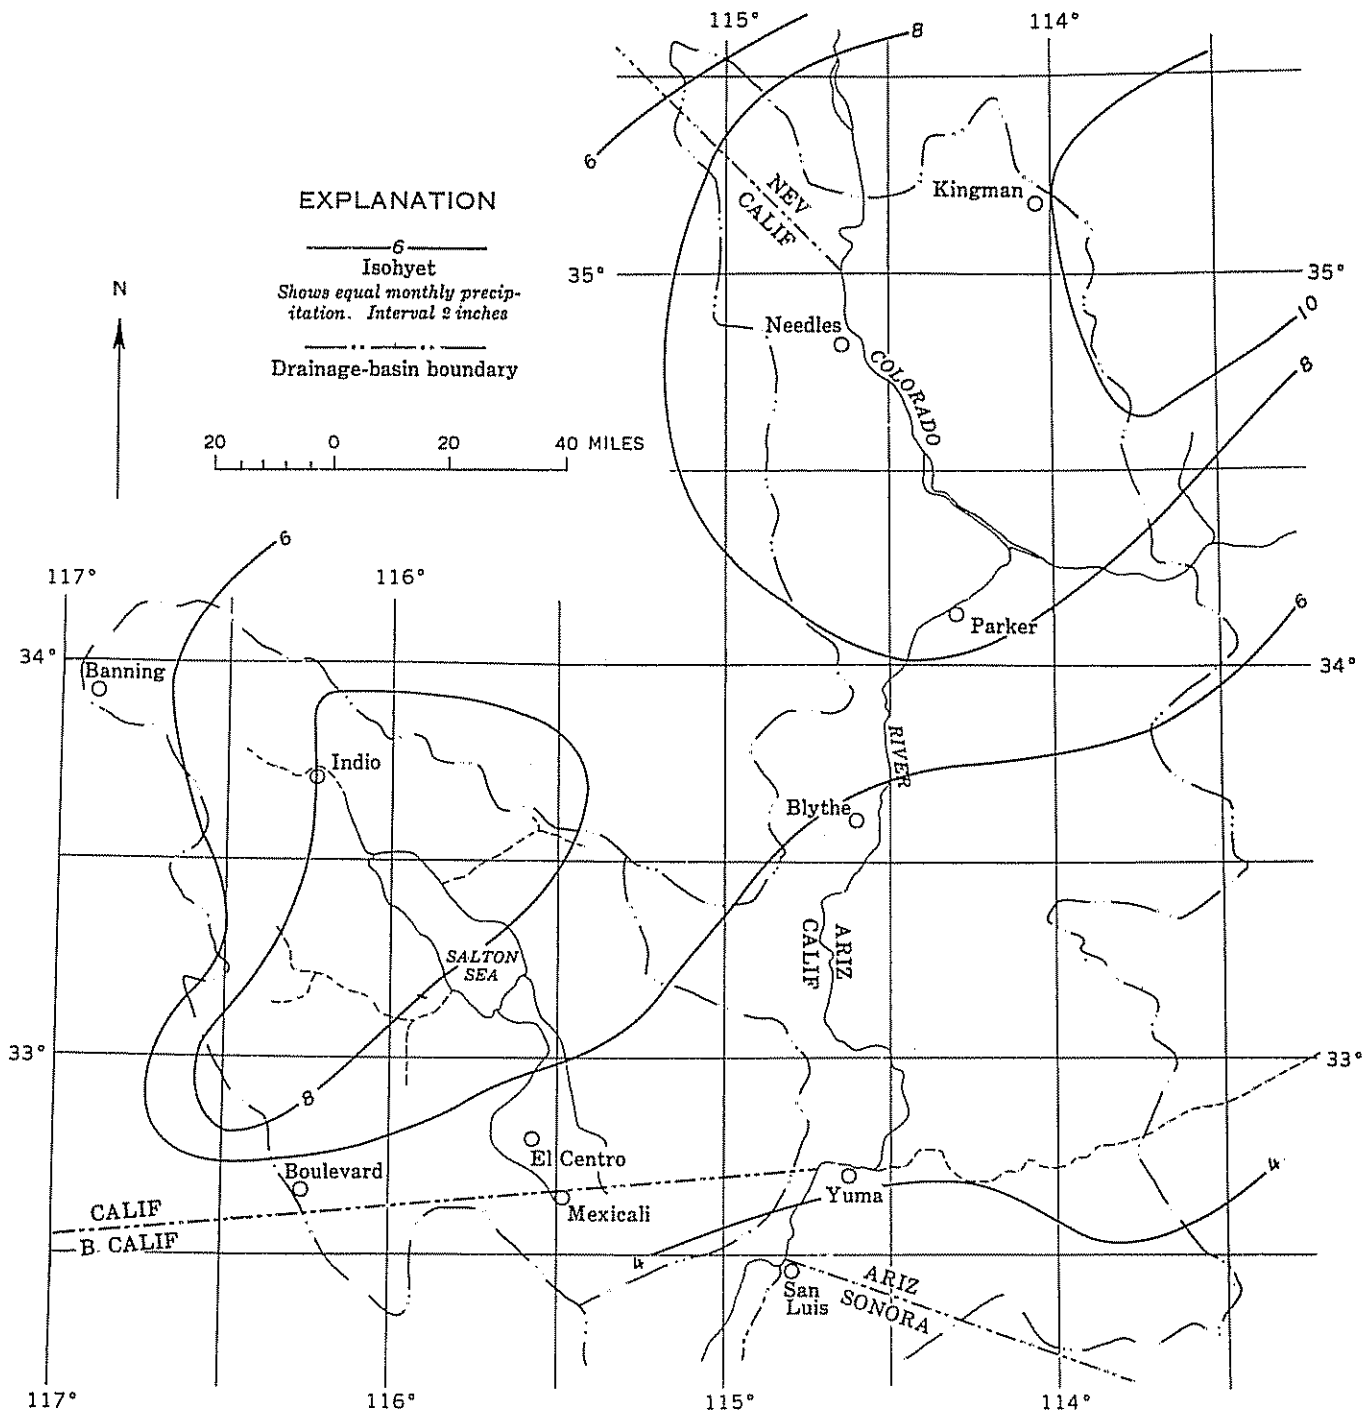 115°
114°
8
6
NEV
CALIF
Kingman
EXPLANATION
6
Isohyet
Shows equal monthly precip-
itation. Interval 2 inches
Drainage-basin boundary
N
35°
35°
10
Needles
8
COLORADO
20 0 20 40 MILES
6
117°
116°
6
Parker
34°
34°
Banning
RIVER
Indio
Blythe
ARIZ
CALIF
SALTON
SEA
33°
33°
8
El Centro
4
Boulevard
Yuma
Mexicali
CALIF
B. CALIF
4
San
Luis
ARIZ
SONORA
117°
116°
115°
114°